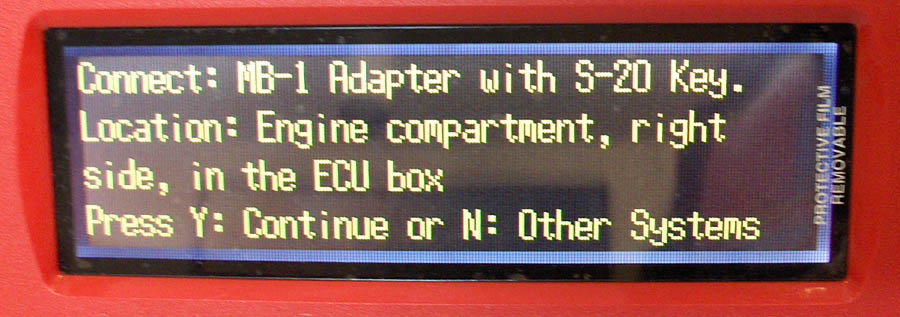 Connect: MB-1 Adapter with S-20 Key.
Location: Engine compartment, right
side, in the ECU box
Press Y: Continue or N: Other Systems
PROTECTIVE FILM
REMOVABLE